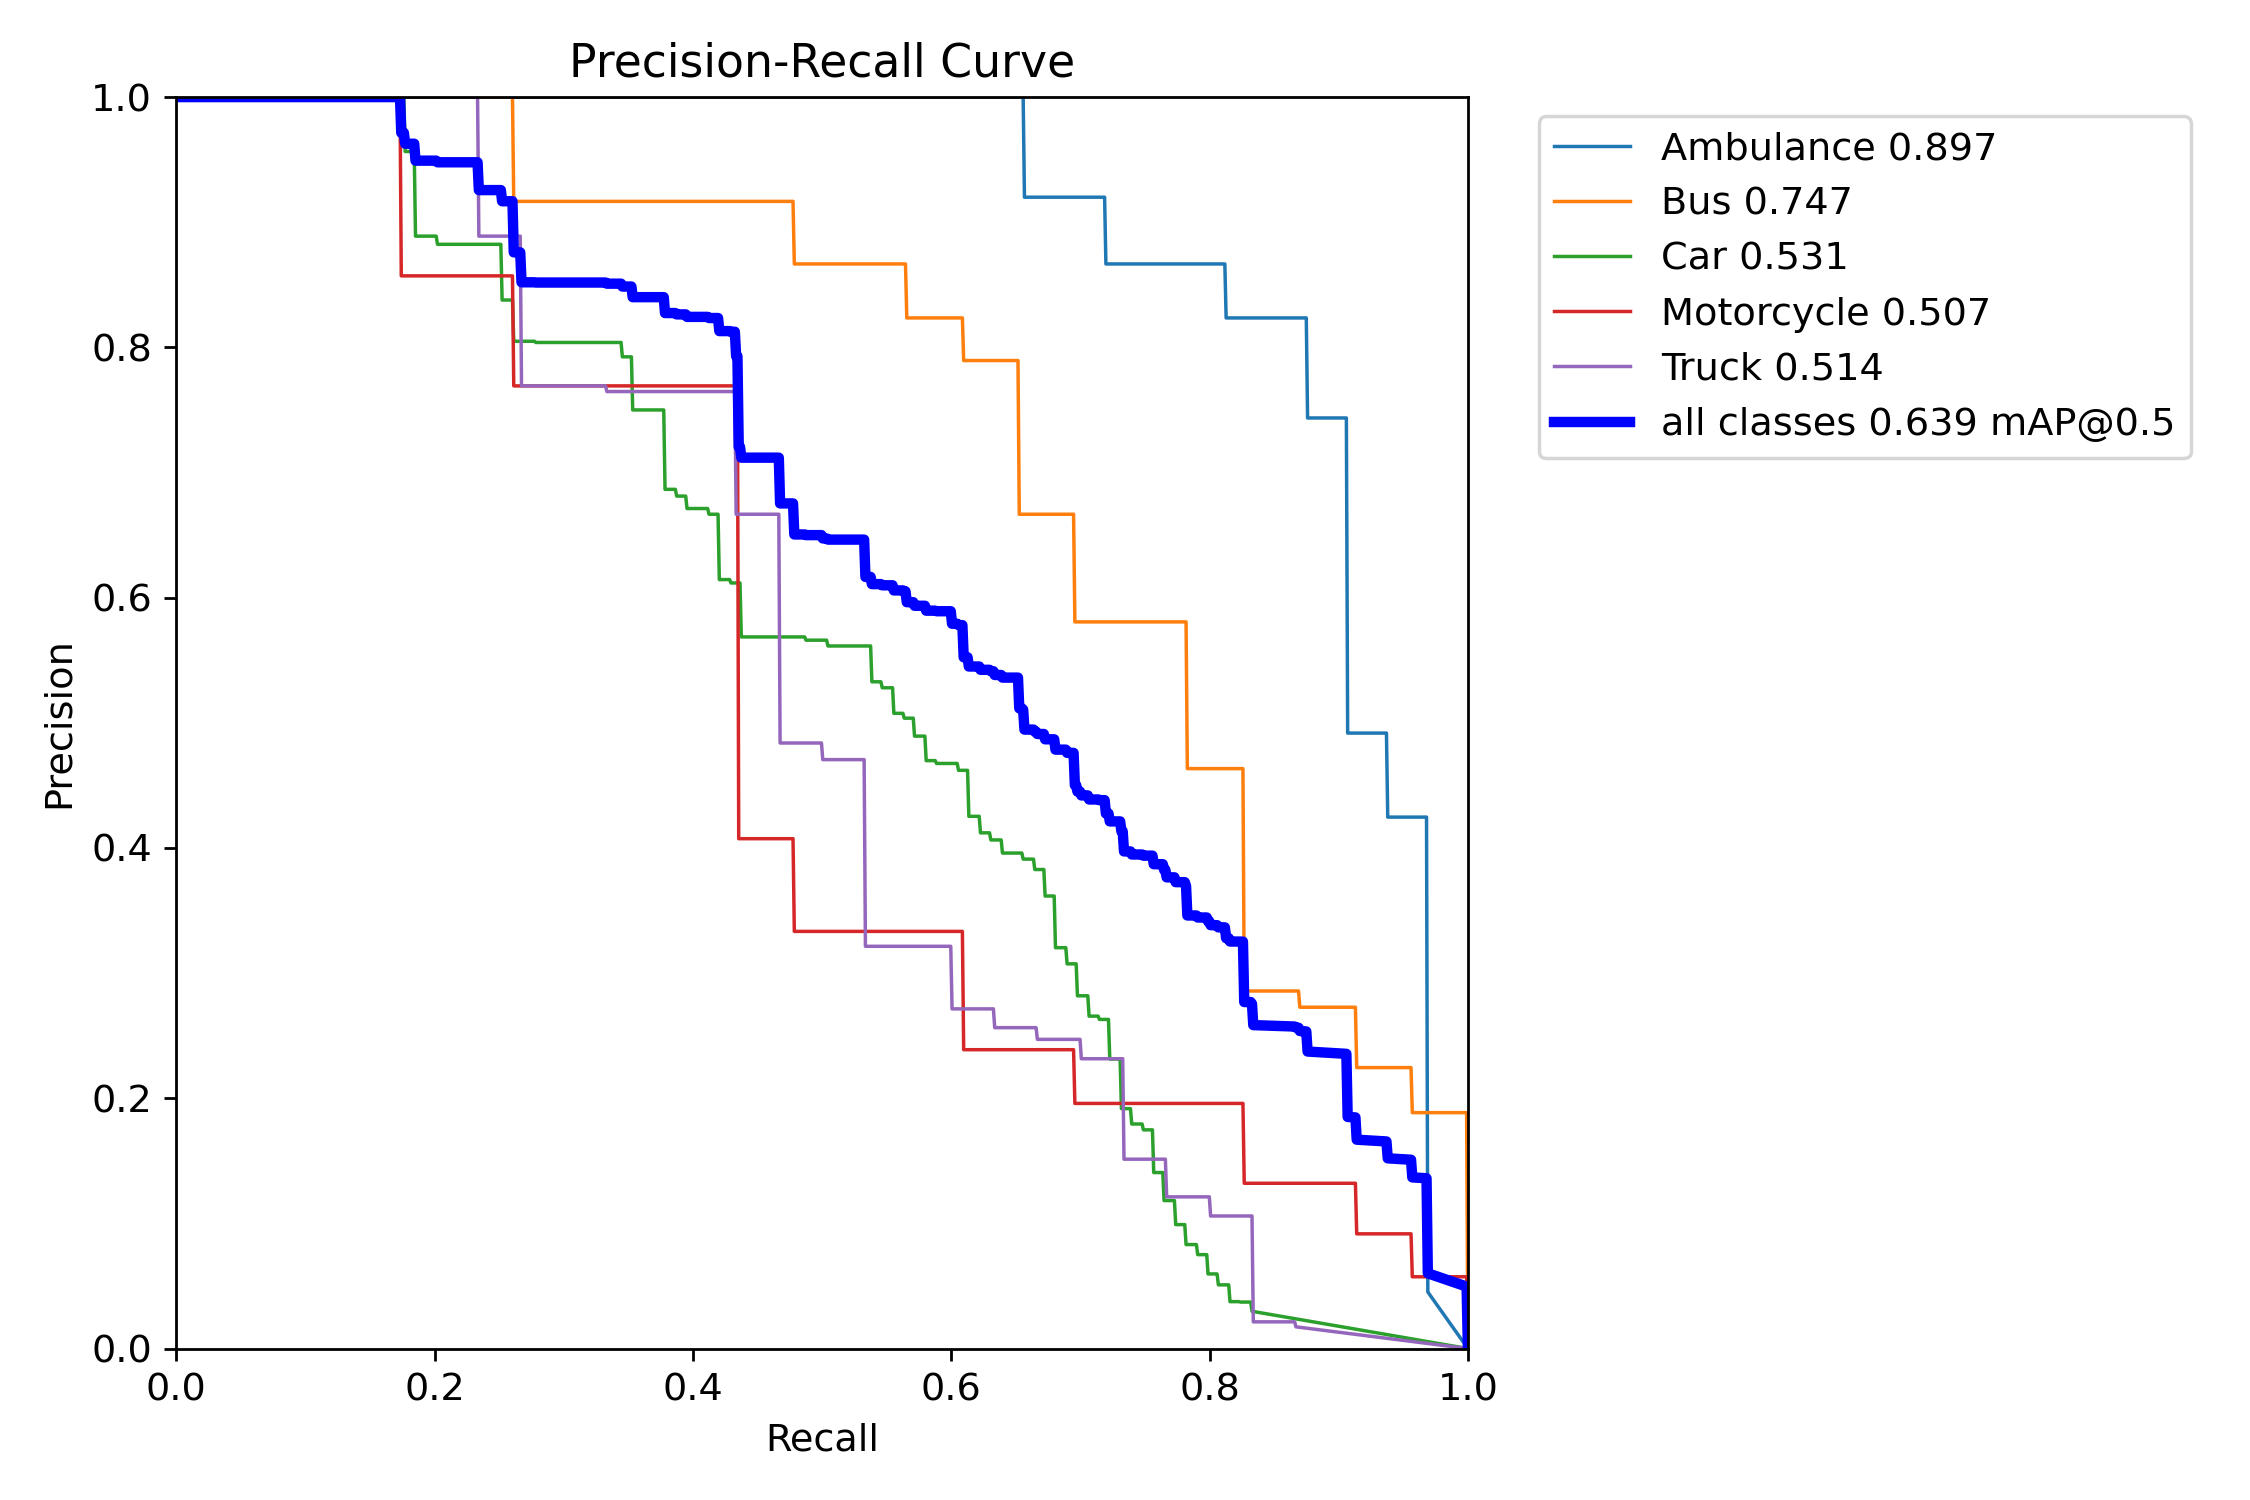 Precision-Recall Curve
1.0
0.8
0.6
0.4
0.2
0.0
Precision
0.0 0.2 0.4 0.6 0.8 1.0
Recall
Ambulance 0.897
Bus 0.747
Car 0.531
Motorcycle 0.507
Truck 0.514
all classes 0.639 mAP@0.5